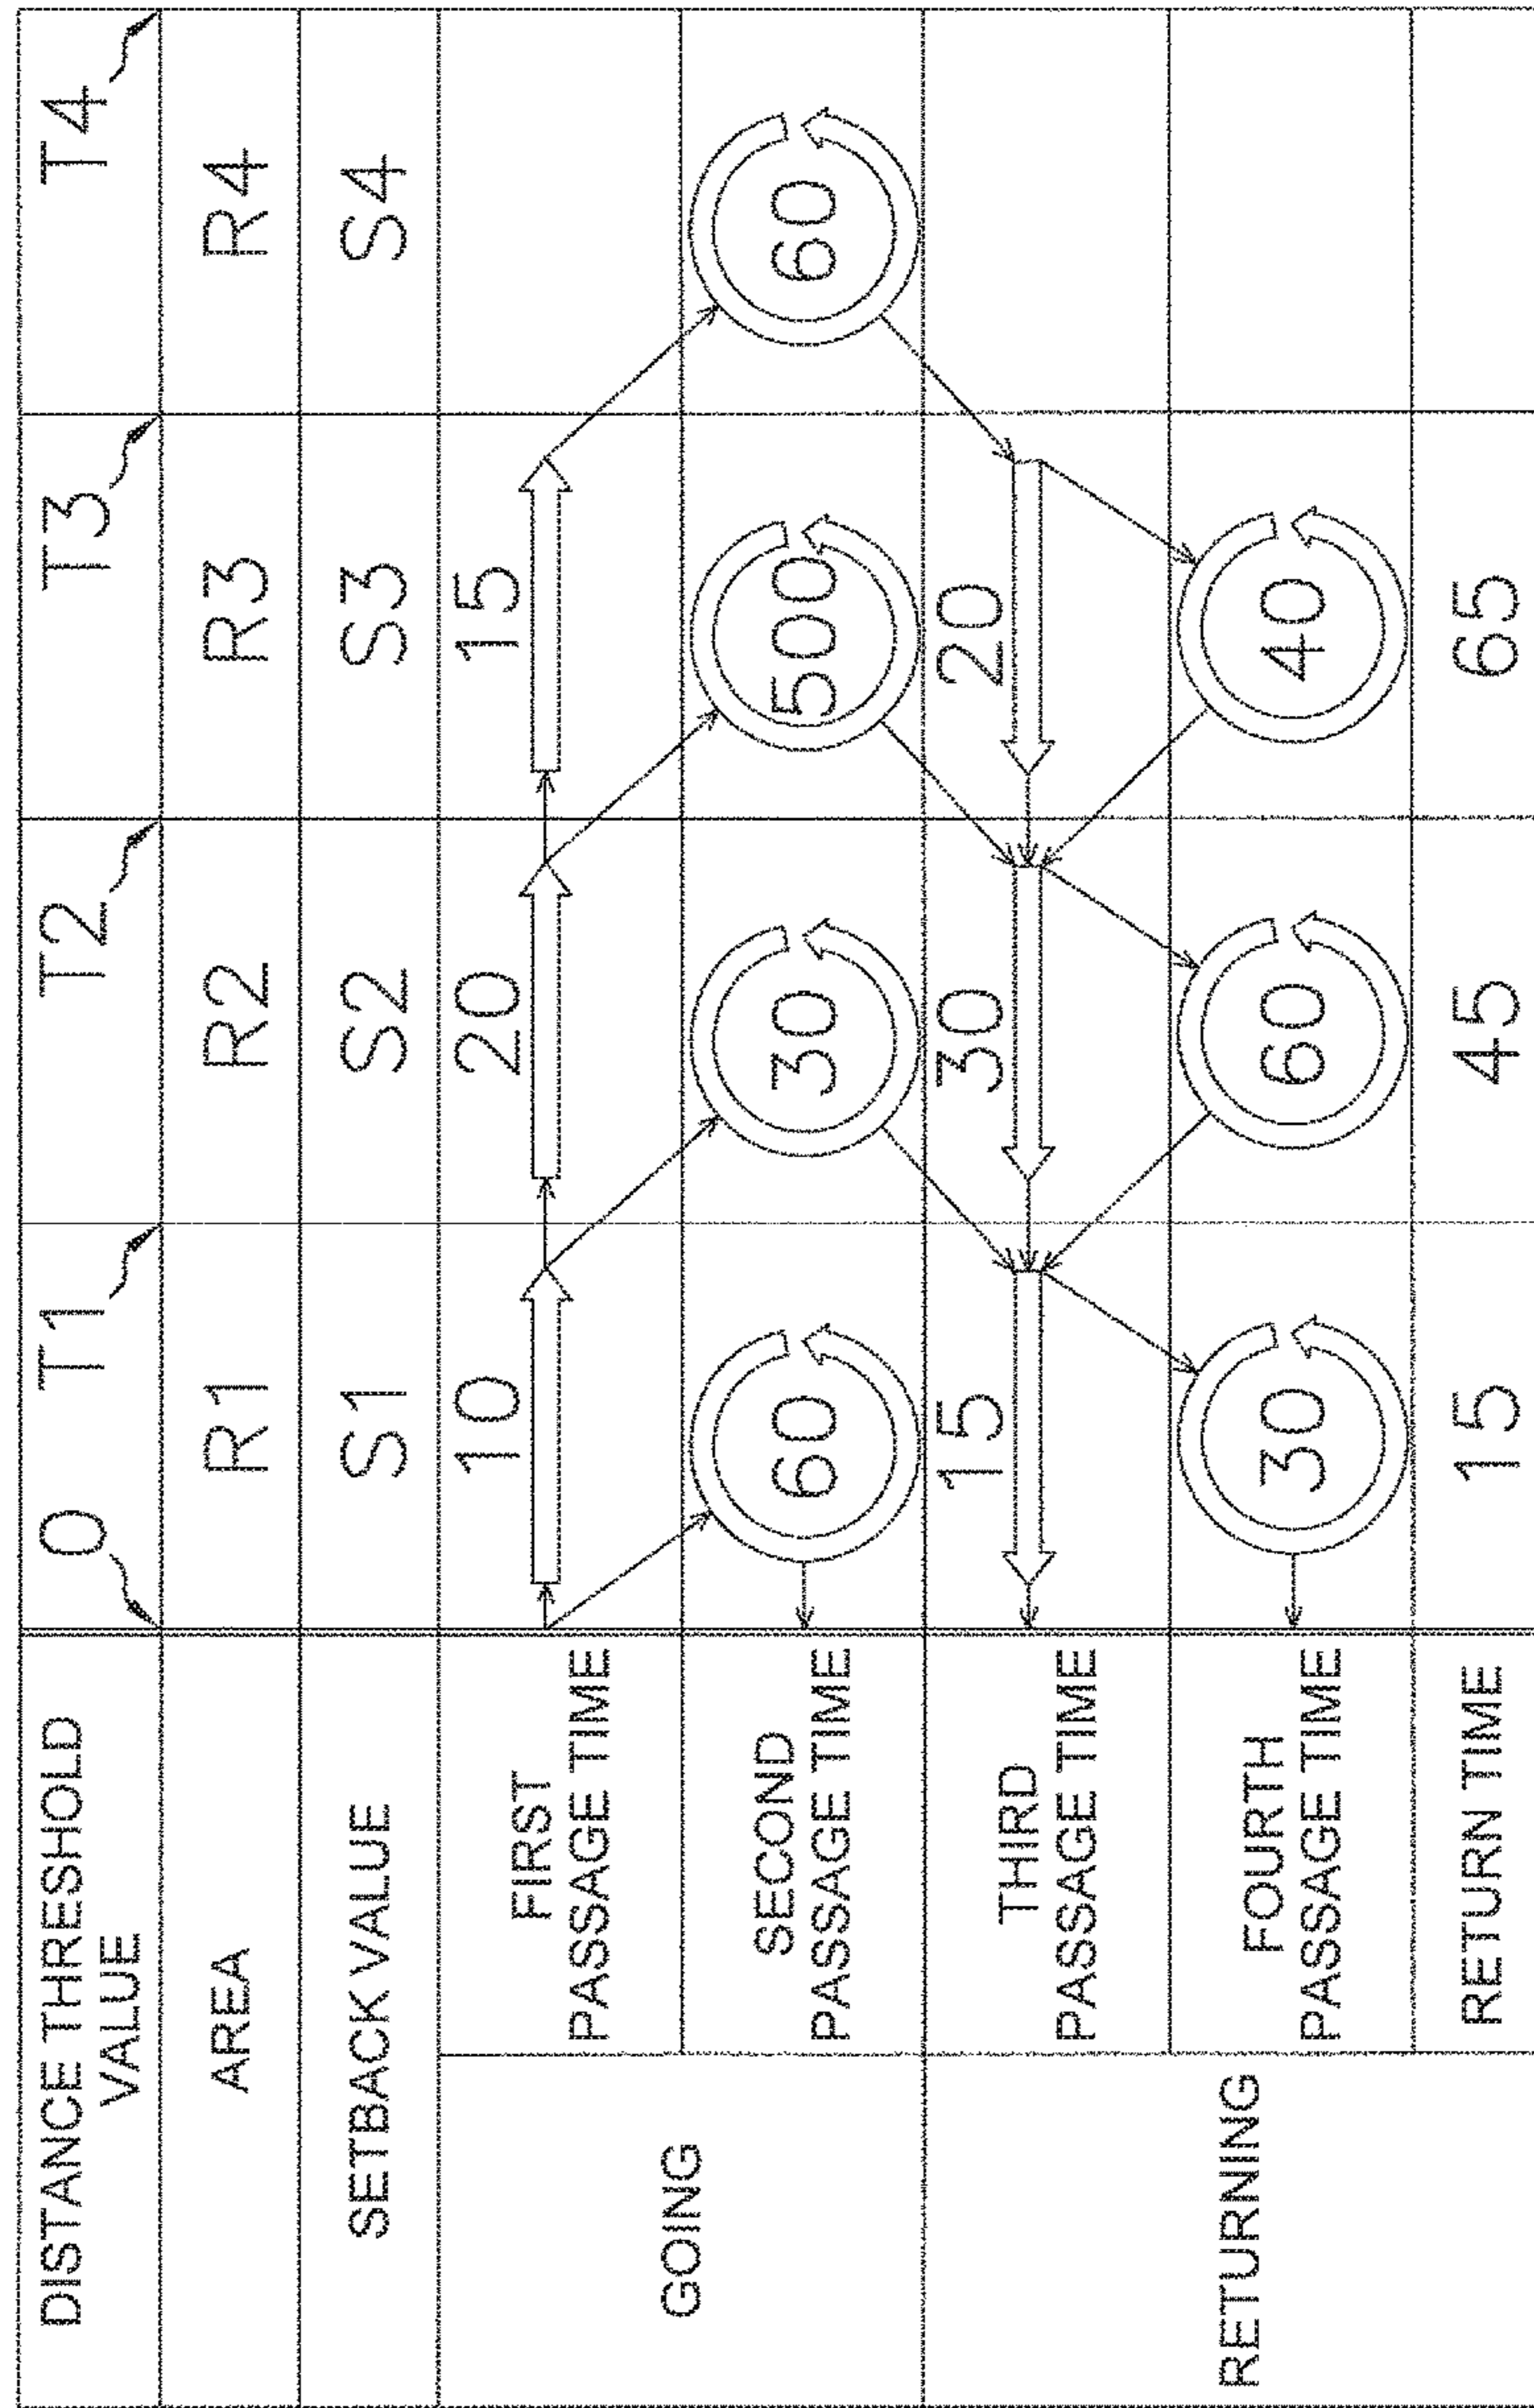 DISTANCE THRESHOLD
VALUE
0 T1 T2 T3 T4
AREA
R1 R2 R3 R4
SETBACK VALUE
S1 S2 S3 S4
GOING
FIRST
PASSAGE TIME
10 20 15
SECOND
PASSAGE TIME
60 30 500 60
RETURNING
THIRD
PASSAGE TIME
15 30 20
FOURTH
PASSAGE TIME
30 60 40
RETURN TIME
15 45 65